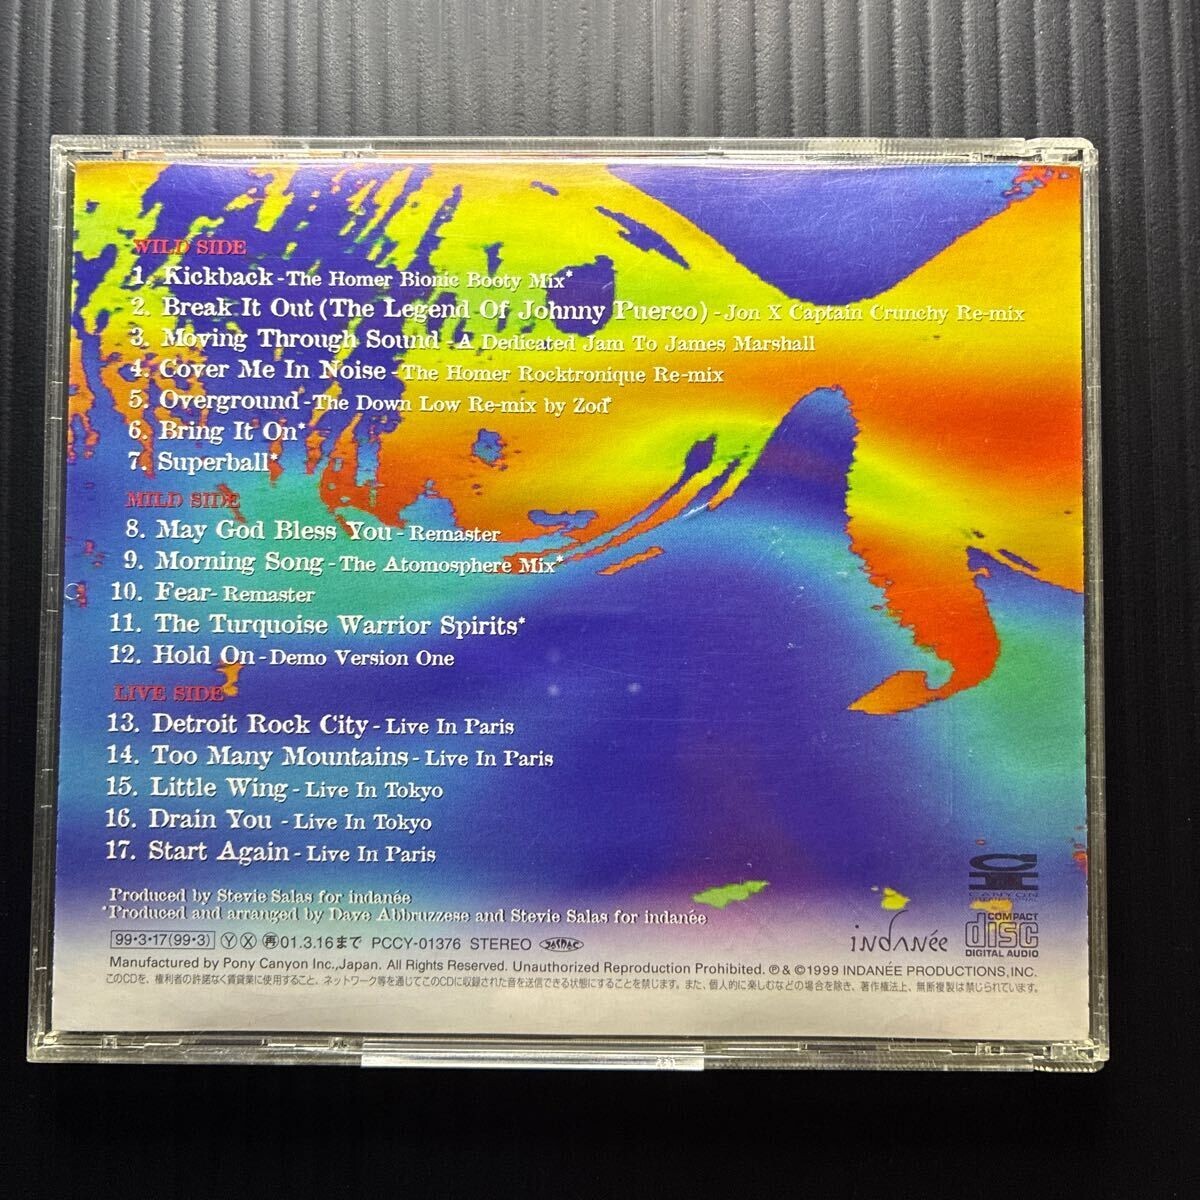 WILD SIDE
1. Kickback - The Homer Bionic Booty Mix*
2. Break It Out (The Legend Of Johnny Puerco) - Jon X Captain Crunchy Re-mix
3. Moving Through Sound - A Dedicated Jam To James Marshall
4. Cover Me In Noise - The Homer Rocktronique Re-mix
5. Overground - The Down Low Re-mix by Zod*
6. Bring It On*
7. Superball*
MILD SIDE
8. May God Bless You - Remaster
9. Morning Song - The Atomosphere Mix*
10. Fear - Remaster
11. The Turquoise Warrior Spirits*
12. Hold On - Demo Version One
LIVE SIDE
13. Detroit Rock City - Live In Paris
14. Too Many Mountains - Live In Paris
15. Little Wing - Live In Tokyo
16. Drain You - Live In Tokyo
17. Start Again - Live In Paris
CANYON
Produced by Stevie Salas for indanée
*Produced and arranged by Dave Abbruzzese and Stevie Salas for indanée
indanée
COMPACT
disc
DIGITAL AUDIO
99・3・17(99・3) Ⓨ Ⓧ 再 01.3.16まで PCCY-01376 STEREO JASRAC
Manufactured by Pony Canyon Inc.,Japan. All Rights Reserved. Unauthorized Reproduction Prohibited. ℗ & ©1999 INDANÉE PRODUCTIONS, INC.
このCDを、権利者の許諾なく賃貸業に使用すること、ネットワーク等を通じてこのCDに収録された音を送信できる状態にすることを禁じます。また、個人的に楽しむなどの場合を除き、著作権法上、無断複製は禁じられています。